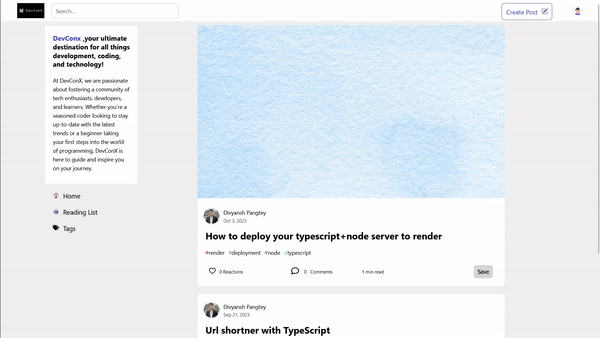 DevConX
Search...
Create Post
DevConx ,your ultimate
destination for all things
development, coding,
and technology!
At DevConX, we are passionate
about fostering a community of
tech enthusiasts, developers,
and learners. Whether you're a
seasoned coder looking to stay
up-to-date with the latest
trends or a beginner taking
your first steps into the world
of programming, DevConX is
here to guide and inspire you
on your journey.
Home
Reading List
Tags
Divyansh Pangtey
Oct 3, 2023
How to deploy your typescript+node server to render
#render #deployment #node #typescript
0 Reactions
0 Comments
1 min read
Save
Divyansh Pangtey
Sep 21, 2023
Url shortner with TypeScript